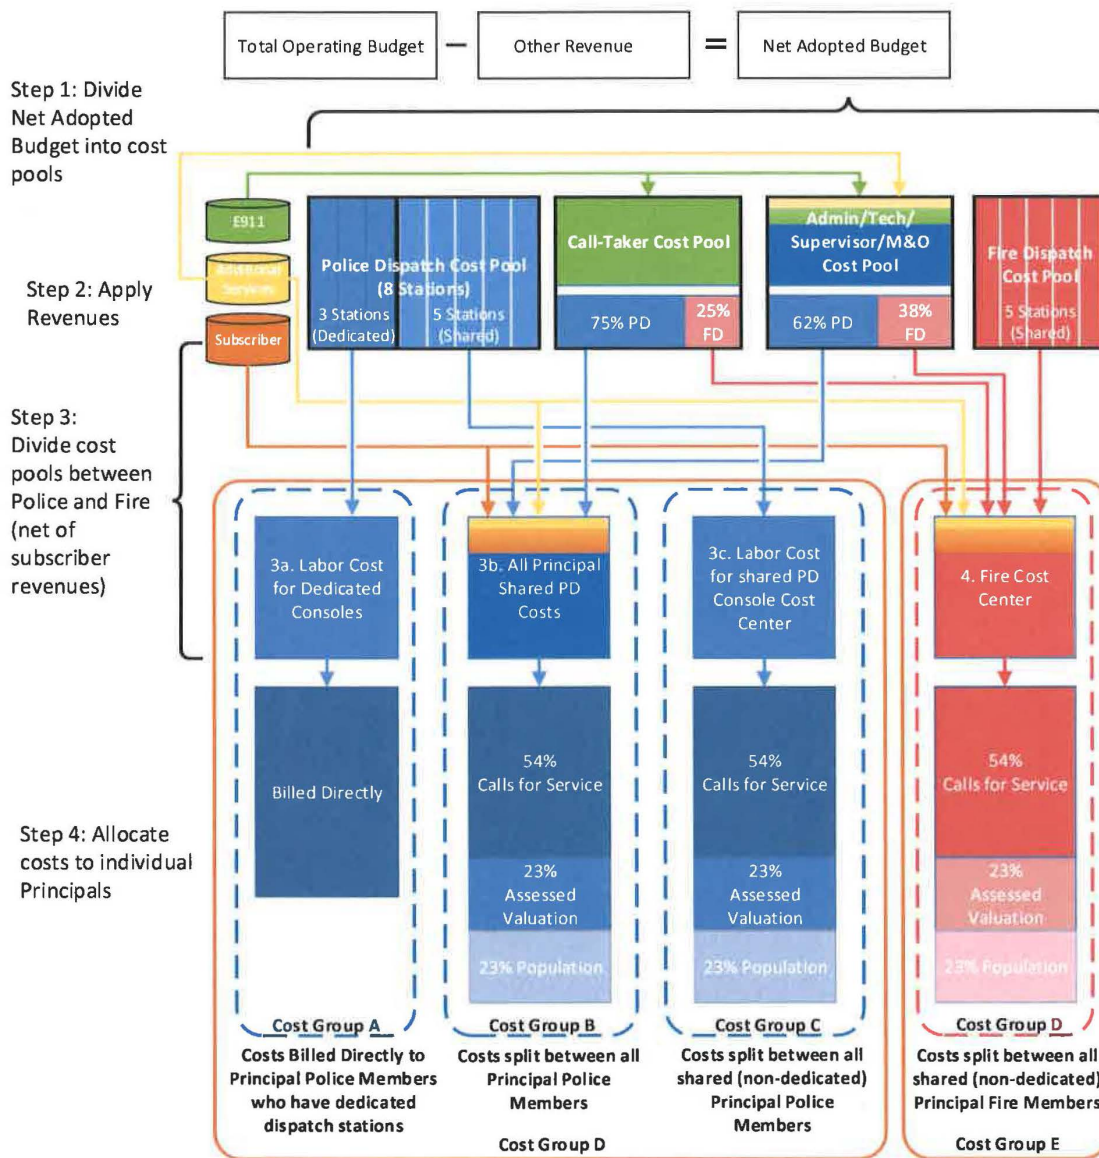 Total Operating Budget
–
Other Revenue
=
Net Adopted Budget
Step 1: Divide
Net Adopted
Budget into cost
pools
E911
Additional
Services
Subscriber
Step 2: Apply
Revenues
Police Dispatch Cost Pool
(8 Stations)
3 Stations
(Dedicated)
5 Stations
(Shared)
Call-Taker Cost Pool
75% PD
25%
FD
Admin/Tech/
Supervisor/M&O
Cost Pool
62% PD
38%
FD
Fire Dispatch
Cost Pool
5 Stations
(Shared)
Step 3:
Divide cost
pools between
Police and Fire
(net of
subscriber
revenues)
3a. Labor Cost
for Dedicated
Consoles
3b. All Principal
Shared PD
Costs
3c. Labor Cost
for shared PD
Console Cost
Center
4. Fire Cost
Center
Step 4: Allocate
costs to individual
Principals
Billed Directly
54%
Calls for Service
23%
Assessed
Valuation
23% Population
54%
Calls for Service
23%
Assessed
Valuation
23% Population
54%
Calls for Service
23%
Assessed
Valuation
23% Population
Cost Group A
Costs Billed Directly to
Principal Police Members
who have dedicated
dispatch stations
Cost Group B
Costs split between all
Principal Police
Members
Cost Group C
Costs split between all
shared (non-dedicated)
Principal Police
Members
Cost Group D
Costs split between all
shared (non-dedicated)
Principal Fire Members
Cost Group D
Cost Group E